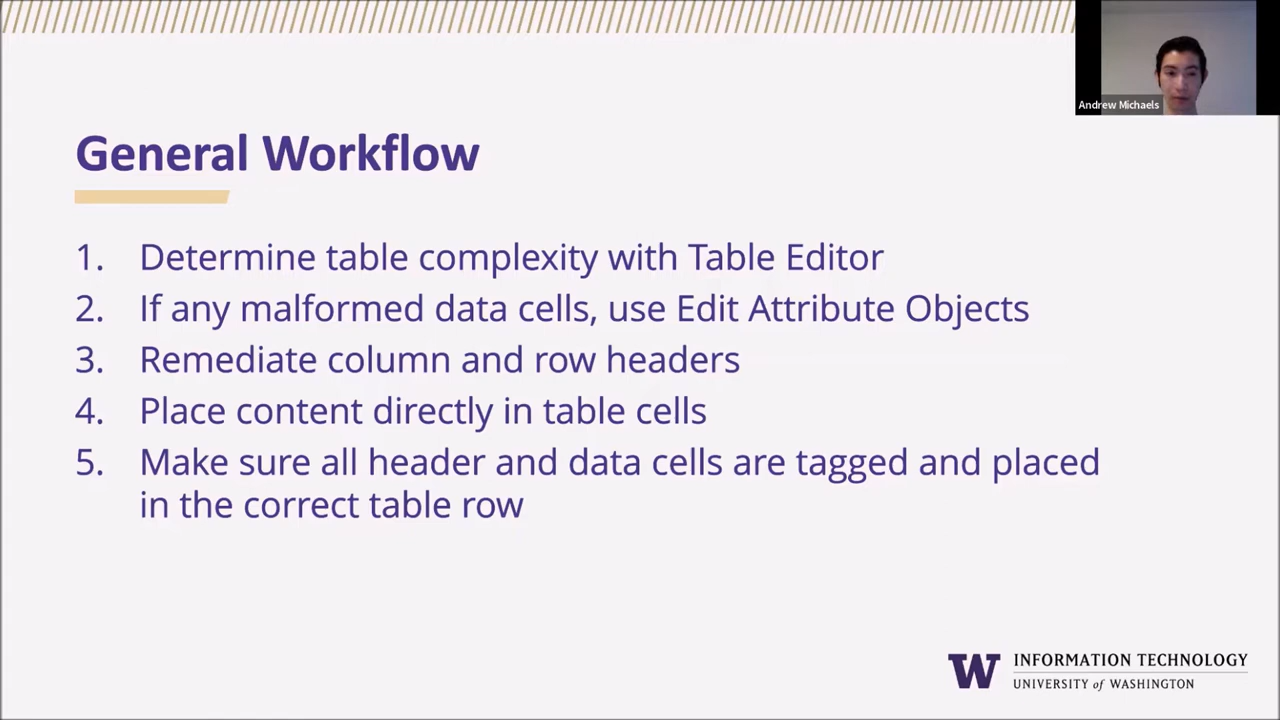 Andrew Michaels
General Workflow
1. Determine table complexity with Table Editor
2. If any malformed data cells, use Edit Attribute Objects
3. Remediate column and row headers
4. Place content directly in table cells
5. Make sure all header and data cells are tagged and placed
in the correct table row
W INFORMATION TECHNOLOGY
UNIVERSITY of WASHINGTON